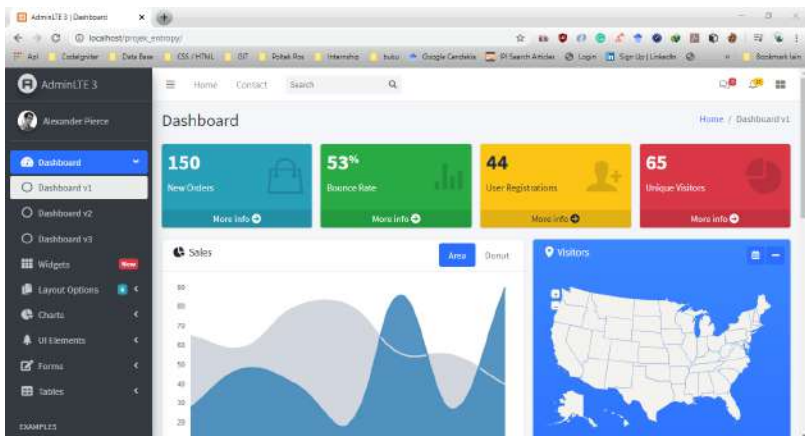 AdminLTE 3 | Dashboard
localhost/projek_entropy/
Apl Codeigniter Data Base CSS / HTML GIT Poltek Pos Internship buku Google Cendekia Login Sign Up | LinkedIn Bookmark lain
AdminLTE 3
Home Contact Search
Alexander Pierce
Dashboard
Home / Dashboard v1
Dashboard
Dashboard v1
Dashboard v2
Dashboard v3
Widgets New
Layout Options
Charts
UI Elements
Forms
Tables
EXAMPLES
150
New Orders
More info
53%
Bounce Rate
More info
44
User Registrations
More info
65
Unique Visitors
More info
Sales
Area Donut
90
80
70
60
50
40
30
20
Visitors
+
-